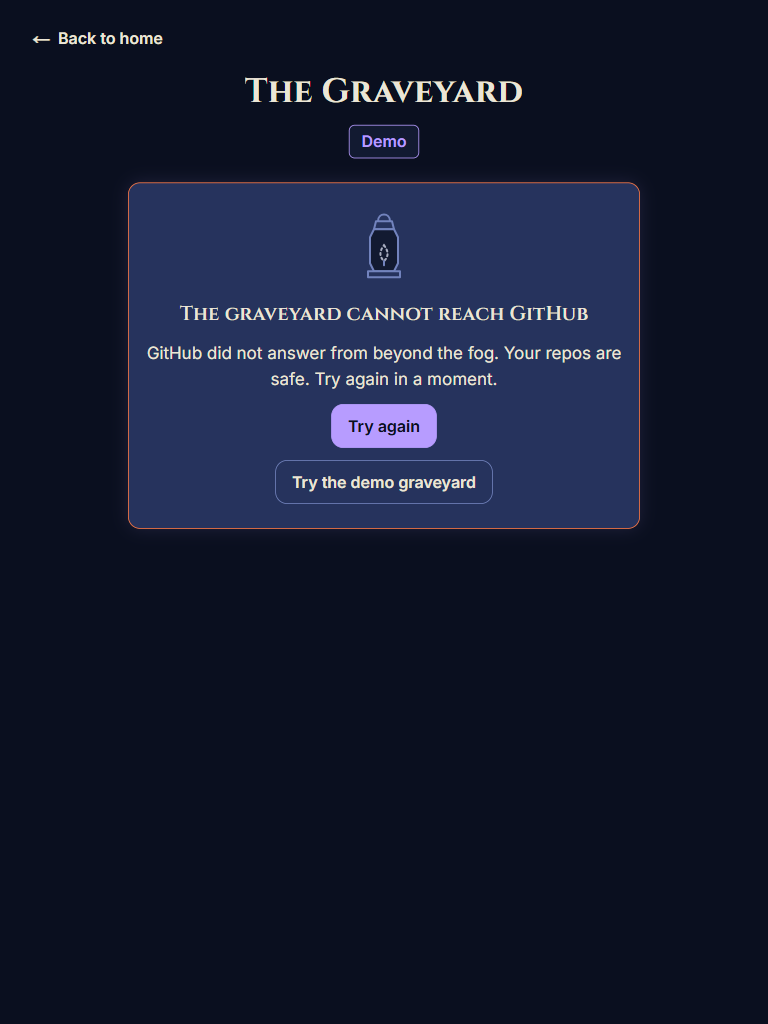 ← Back to home
The Graveyard
Demo
The graveyard cannot reach GitHub
GitHub did not answer from beyond the fog. Your repos are
safe. Try again in a moment.
Try again
Try the demo graveyard